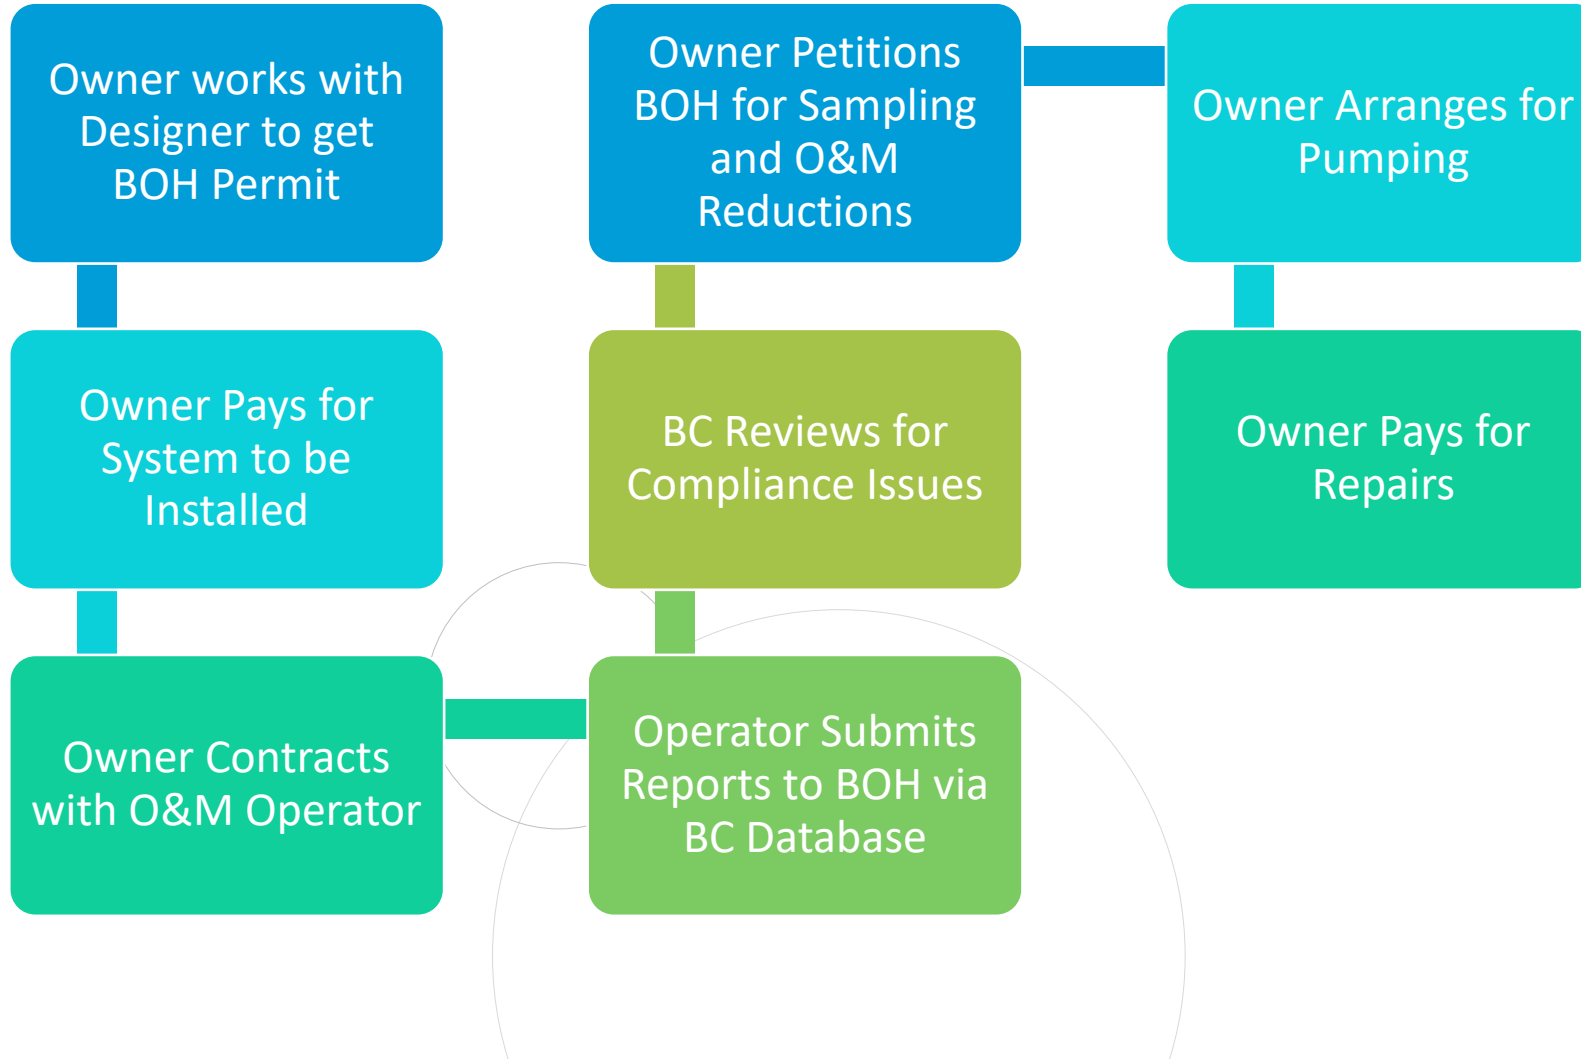 Owner works with
Designer to get
BOH Permit
Owner Pays for
System to be
Installed
Owner Contracts
with O&M Operator
Operator Submits
Reports to BOH via
BC Database
BC Reviews for
Compliance Issues
Owner Petitions
BOH for Sampling
and O&M
Reductions
Owner Arranges for
Pumping
Owner Pays for
Repairs